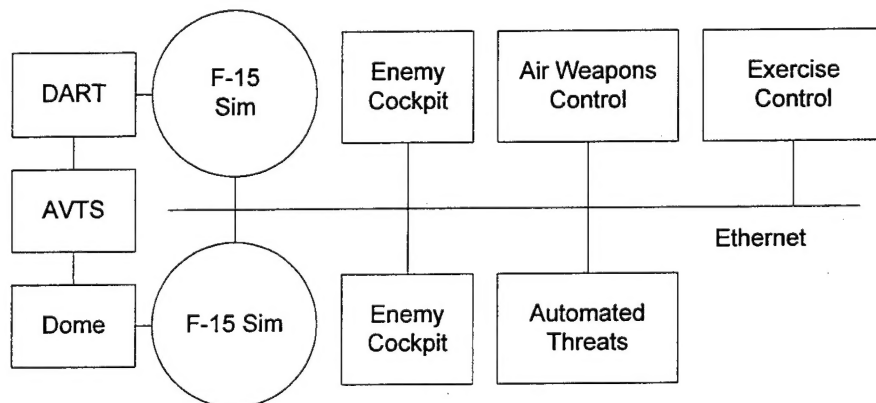 DART
F-15
Sim
Enemy
Cockpit
Air Weapons
Control
Exercise
Control
AVTS
Ethernet
Dome
F-15 Sim
Enemy
Cockpit
Automated
Threats